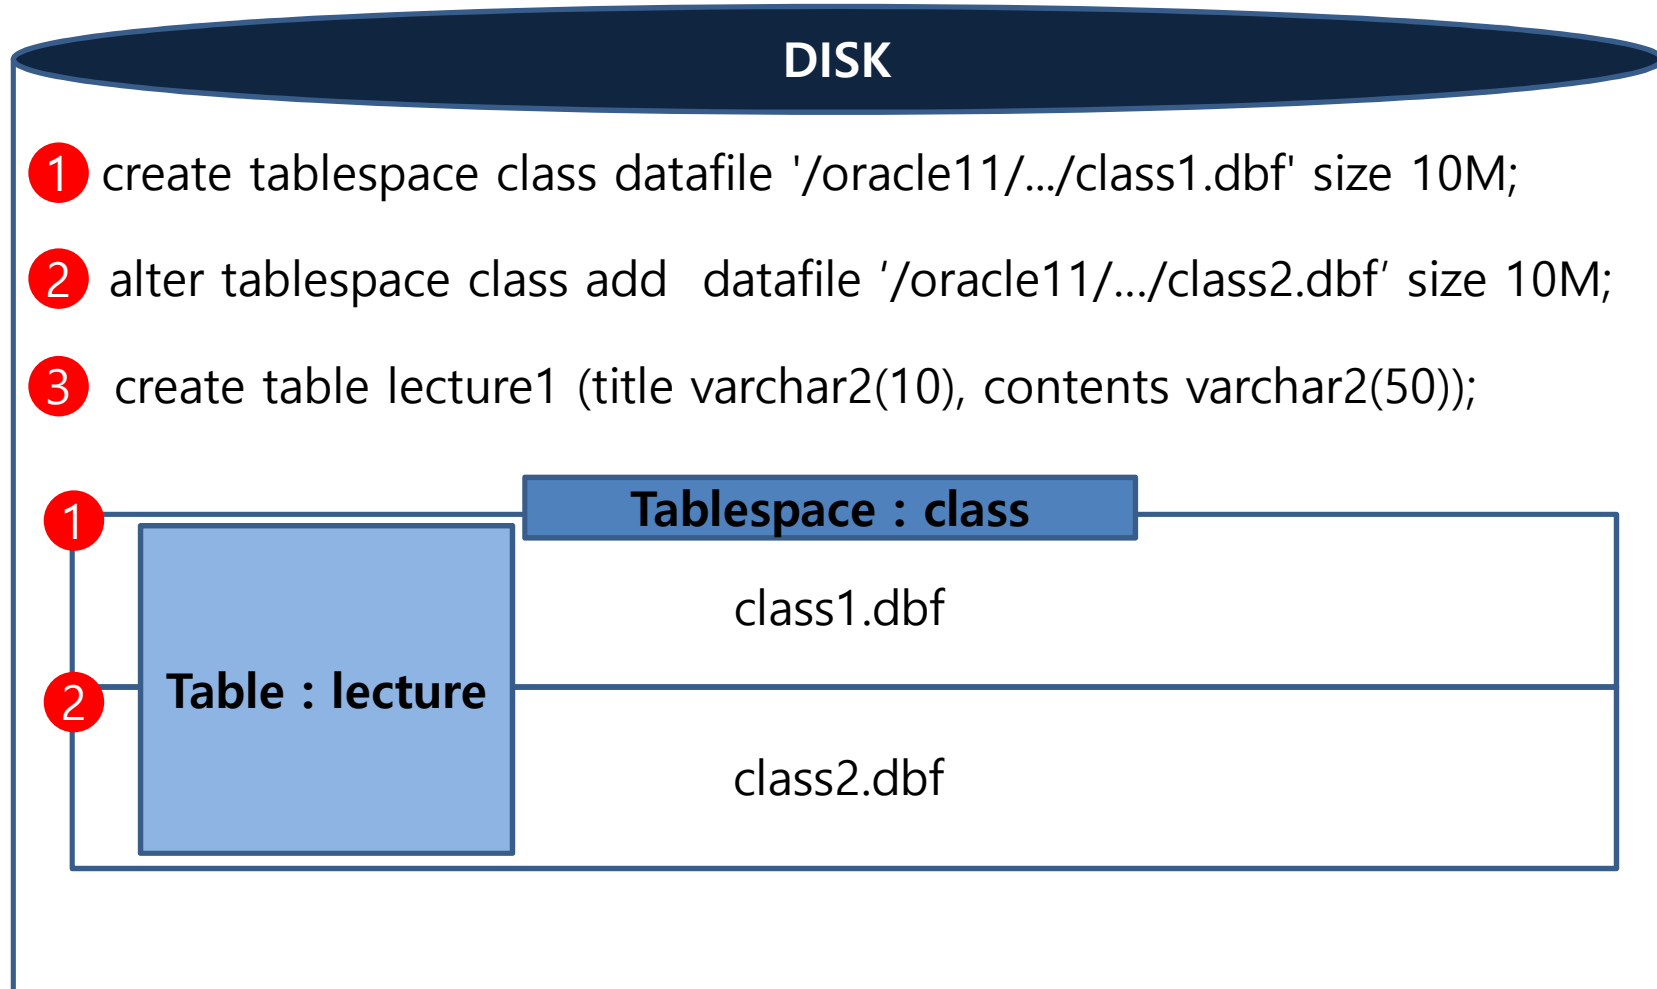 DISK
1 create tablespace class datafile '/oracle11/.../class1.dbf' size 10M;
2 alter tablespace class add datafile ‘/oracle11/.../class2.dbf’ size 10M;
3 create table lecture1 (title varchar2(10), contents varchar2(50));
Tablespace : class
1
class1.dbf
2
Table : lecture
class2.dbf